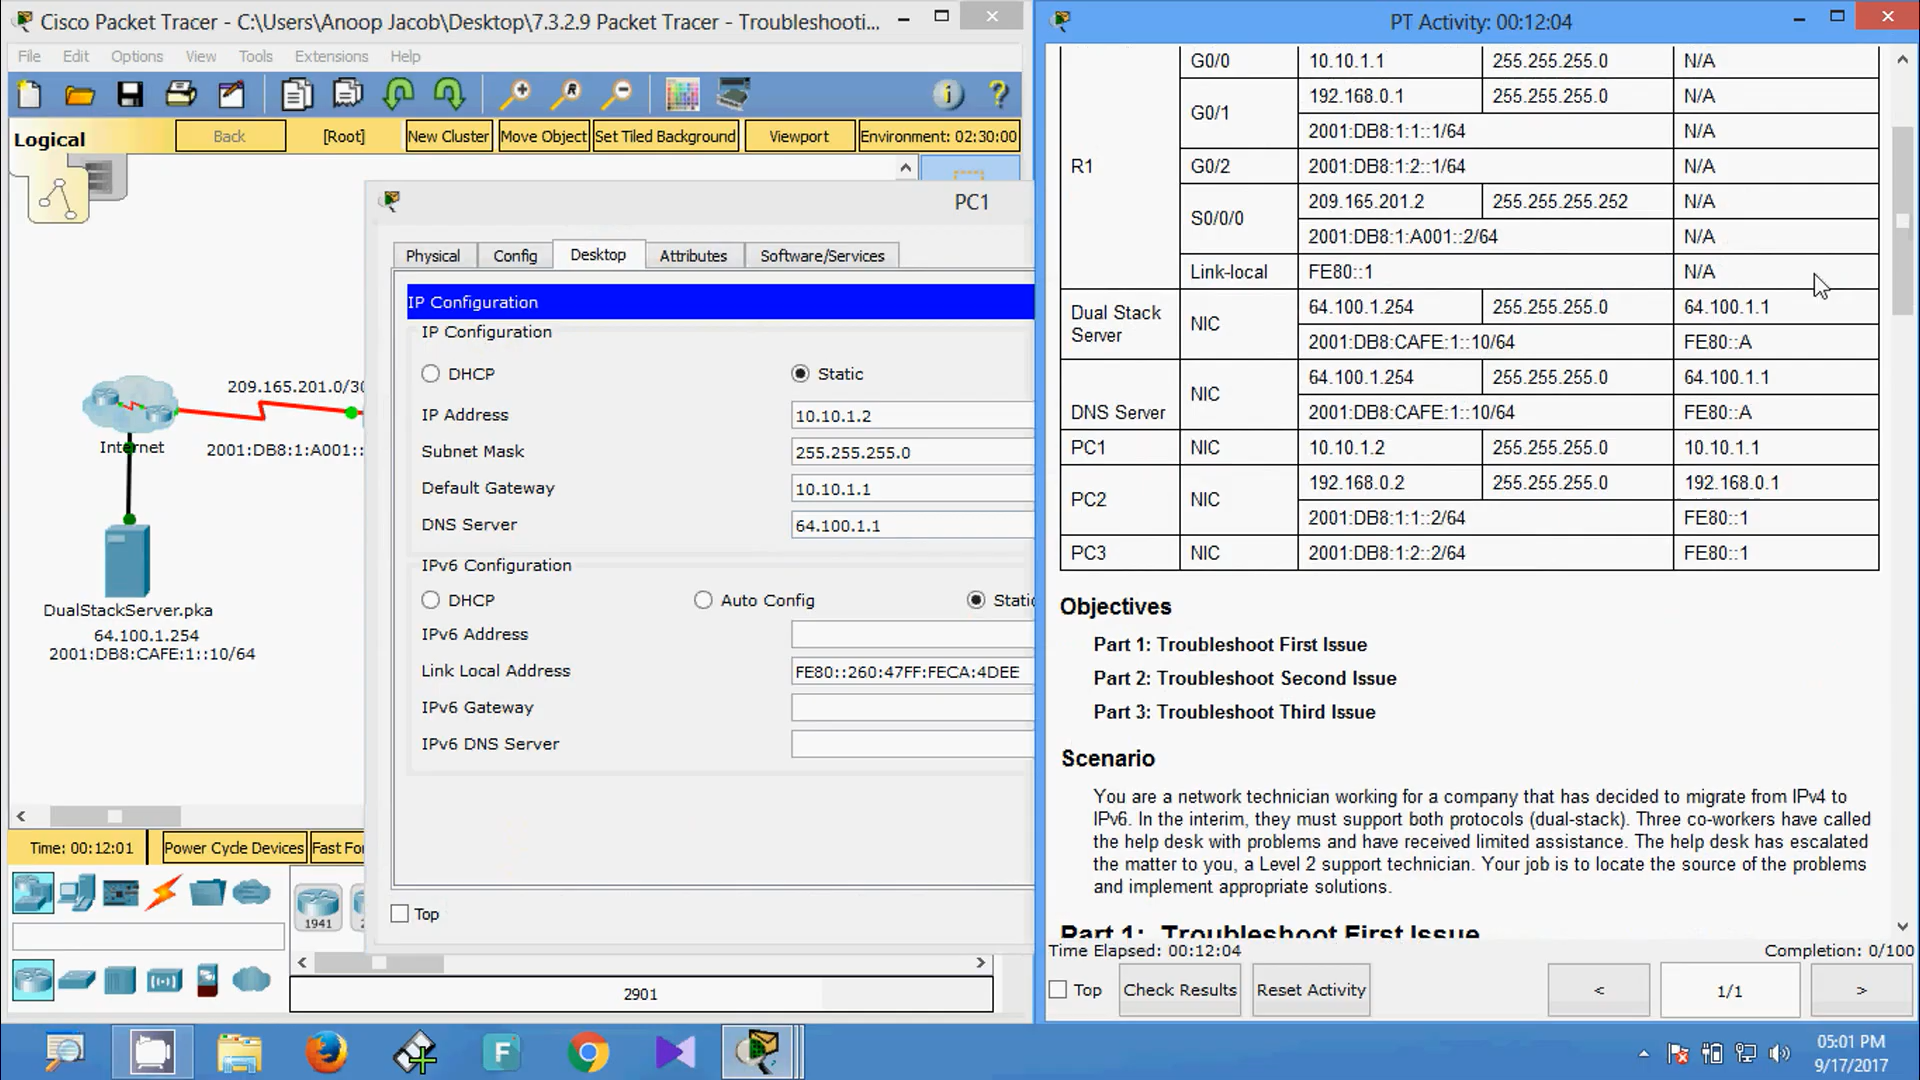 Cisco Packet Tracer - C:\Users\Anoop Jacob\Desktop\7.3.2.9 Packet Tracer - Troubleshooti...
File Edit Options View Tools Extensions Help
Logical Back [Root] New Cluster Move Object Set Tiled Background Viewport Environment: 02:30:00
209.165.201.0/30
Internet
2001:DB8:1:A001::
DualStackServer.pka
64.100.1.254
2001:DB8:CAFE:1::10/64
PC1
Physical Config Desktop Attributes Software/Services
IP Configuration
IP Configuration
DHCP Static
IP Address 10.10.1.2
Subnet Mask 255.255.255.0
Default Gateway 10.10.1.1
DNS Server 64.100.1.1
IPv6 Configuration
DHCP Auto Config Static
IPv6 Address
Link Local Address FE80::260:47FF:FECA:4DEE
IPv6 Gateway
IPv6 DNS Server
Top
Time: 00:12:01 Power Cycle Devices Fast Fo
1941
2901
PT Activity: 00:12:04
R1 G0/0 10.10.1.1 255.255.255.0 N/A
G0/1 192.168.0.1 255.255.255.0 N/A
2001:DB8:1:1::1/64 N/A
G0/2 2001:DB8:1:2::1/64 N/A
S0/0/0 209.165.201.2 255.255.255.252 N/A
2001:DB8:1:A001::2/64 N/A
Link-local FE80::1 N/A
Dual Stack Server NIC 64.100.1.254 255.255.255.0 64.100.1.1
2001:DB8:CAFE:1::10/64 FE80::A
DNS Server NIC 64.100.1.254 255.255.255.0 64.100.1.1
2001:DB8:CAFE:1::10/64 FE80::A
PC1 NIC 10.10.1.2 255.255.255.0 10.10.1.1
PC2 NIC 192.168.0.2 255.255.255.0 192.168.0.1
2001:DB8:1:1::2/64 FE80::1
PC3 NIC 2001:DB8:1:2::2/64 FE80::1
Objectives
Part 1: Troubleshoot First Issue
Part 2: Troubleshoot Second Issue
Part 3: Troubleshoot Third Issue
Scenario
You are a network technician working for a company that has decided to migrate from IPv4 to
IPv6. In the interim, they must support both protocols (dual-stack). Three co-workers have called
the help desk with problems and have received limited assistance. The help desk has escalated
the matter to you, a Level 2 support technician. Your job is to locate the source of the problems
and implement appropriate solutions.
Part 1: Troubleshoot First Issue
Time Elapsed: 00:12:04 Completion: 0/100
Top Check Results Reset Activity < 1/1 >
05:01 PM
9/17/2017